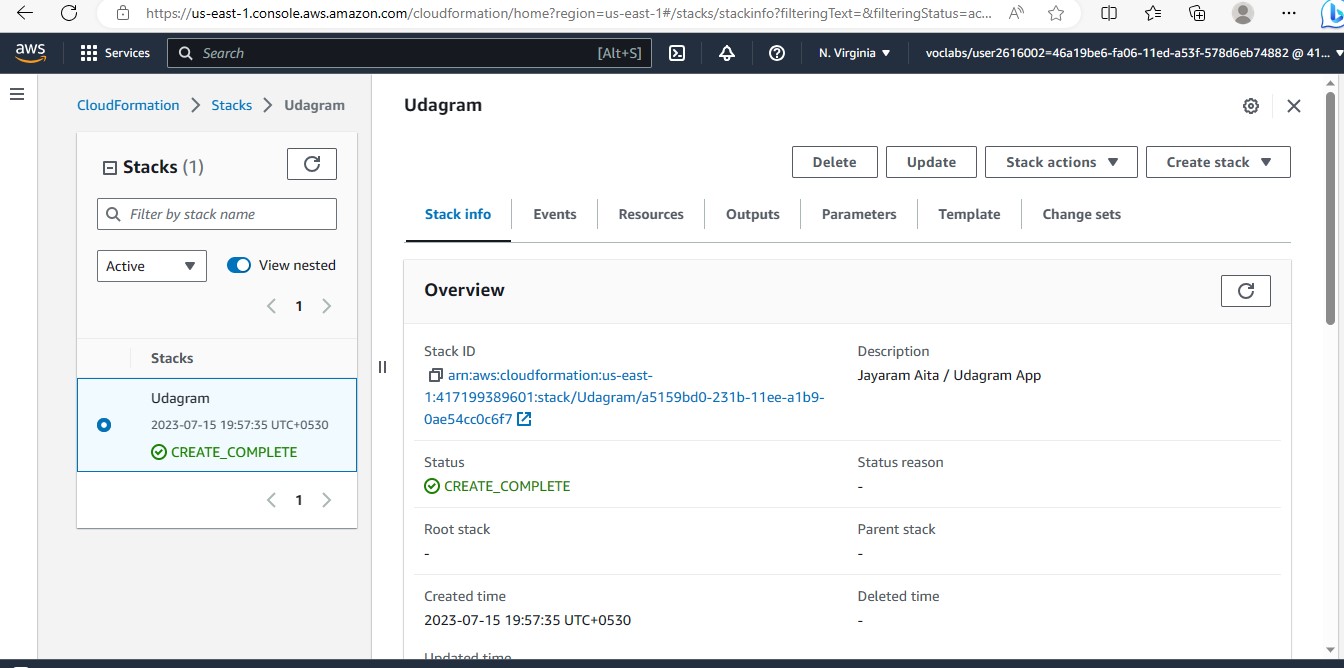 https://us-east-1.console.aws.amazon.com/cloudformation/home?region=us-east-1#/stacks/stackinfo?filteringText=&filteringStatus=ac...
aws
Services
Search
[Alt+S]
N. Virginia
voclabs/user2616002=46a19be6-fa06-11ed-a53f-578d6eb74882 @ 41...
CloudFormation
Stacks
Udagram
Stacks (1)
Filter by stack name
Active
View nested
1
Stacks
Udagram
2023-07-15 19:57:35 UTC+0530
CREATE_COMPLETE
1
Udagram
Delete
Update
Stack actions
Create stack
Stack info
Events
Resources
Outputs
Parameters
Template
Change sets
Overview
Stack ID
arn:aws:cloudformation:us-east-
1:417199389601:stack/Udagram/a5159bd0-231b-11ee-a1b9-
0ae54cc0c6f7
Description
Jayaram Aita / Udagram App
Status
CREATE_COMPLETE
Status reason
-
Root stack
-
Parent stack
-
Created time
2023-07-15 19:57:35 UTC+0530
Deleted time
-
Updated time